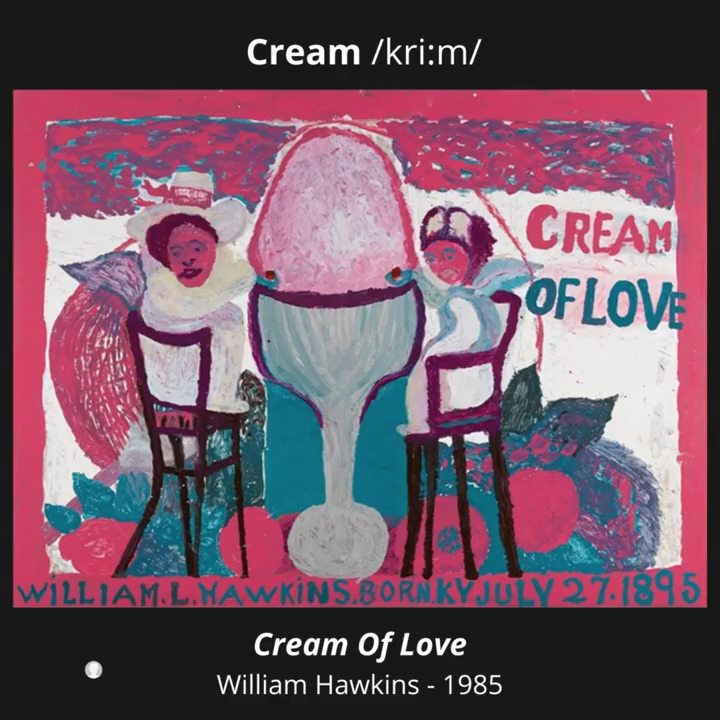 Cream /kri:m/
CREAM
OF LOVE
WILLIAM.L.HAWKINS.BORN.KY JULY 27.1895
Cream Of Love
William Hawkins - 1985